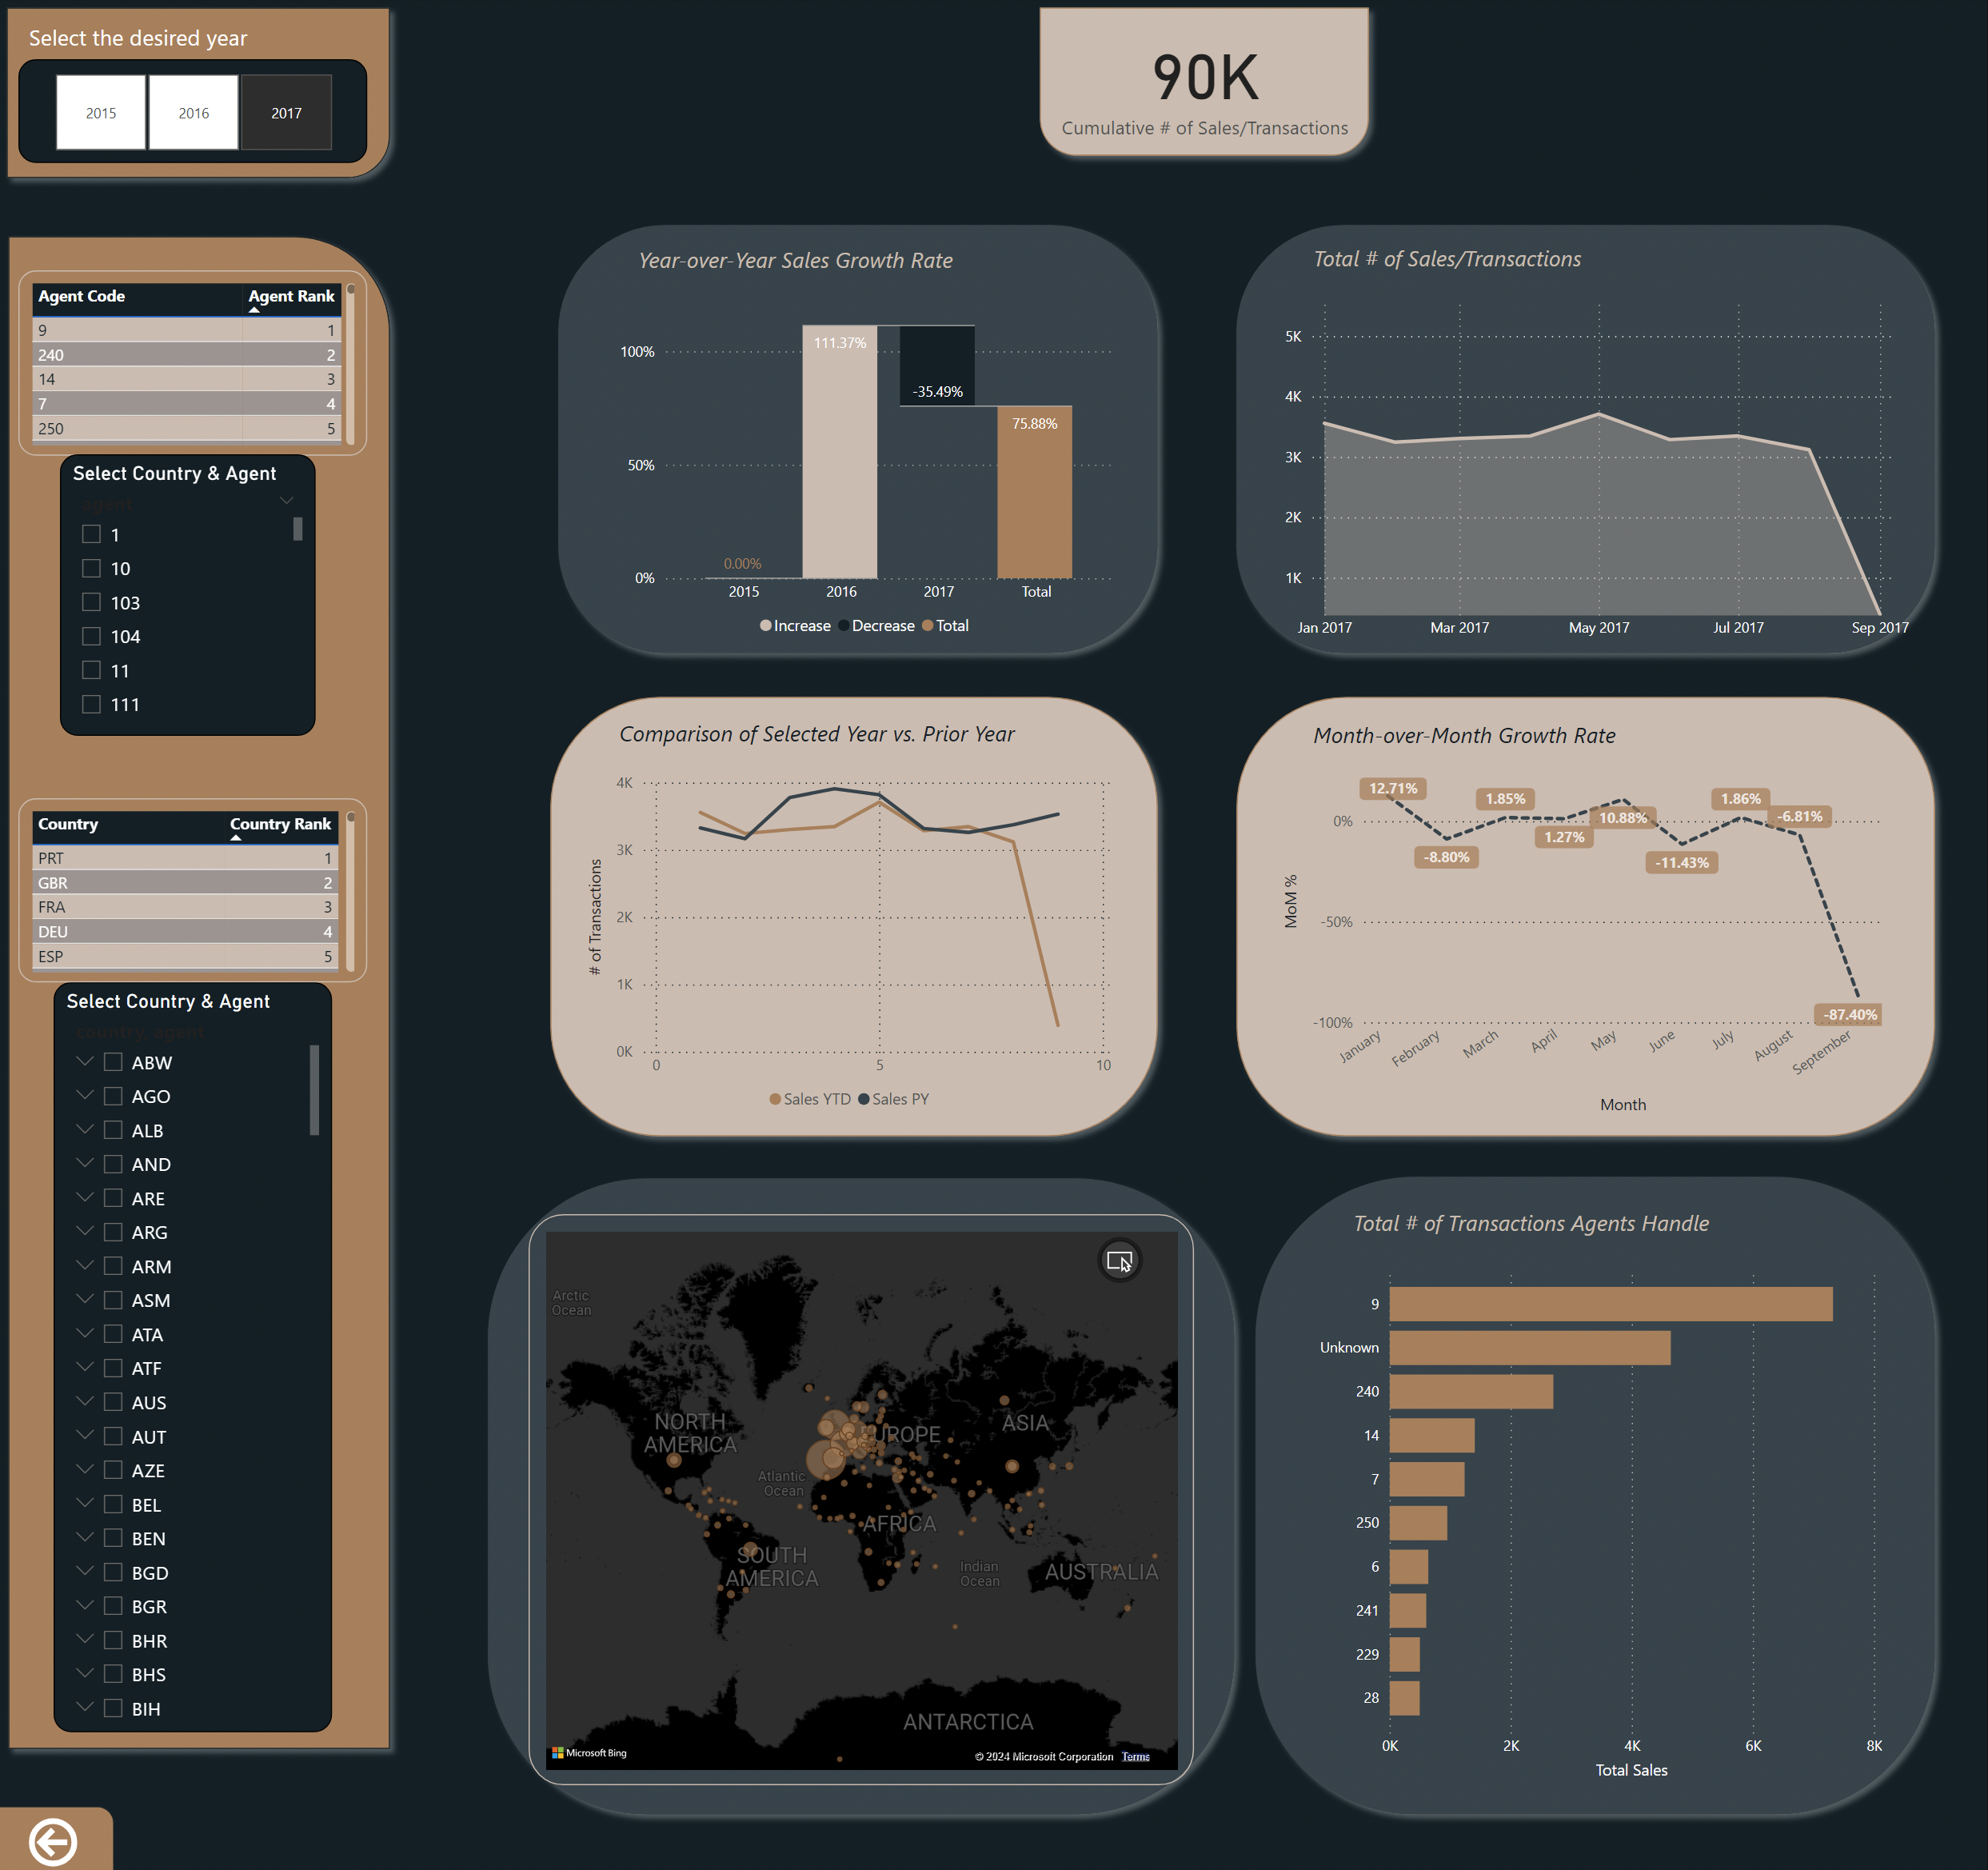 Select the desired year
2015 2016 2017
90K
Cumulative # of Sales/Transactions
Agent Code Agent Rank
9 1
240 2
14 3
7 4
250 5
Select Country & Agent
agent
1
10
103
104
11
111
Country Country Rank
PRT 1
GBR 2
FRA 3
DEU 4
ESP 5
Select Country & Agent
country, agent
ABW
AGO
ALB
AND
ARE
ARG
ARM
ASM
ATA
ATF
AUS
AUT
AZE
BEL
BEN
BGD
BGR
BHR
BHS
BIH
Year-over-Year Sales Growth Rate
100%
50%
0%
111.37%
-35.49%
75.88%
0.00%
2015 2016 2017 Total
Increase Decrease Total
Total # of Sales/Transactions
5K
4K
3K
2K
1K
Jan 2017 Mar 2017 May 2017 Jul 2017 Sep 2017
Comparison of Selected Year vs. Prior Year
# of Transactions
4K
3K
2K
1K
0K
0 5 10
Sales YTD Sales PY
Month-over-Month Growth Rate
MoM %
0%
-50%
-100%
12.71%
-8.80%
1.85%
1.27%
10.88%
-11.43%
1.86%
-6.81%
-87.40%
January February March April May June July August September
Month
Arctic
Ocean
NORTH
AMERICA
UROPE
ASIA
Atlantic
Ocean
AFRICA
SOUTH
AMERICA
Indian
Ocean
AUSTRALIA
ANTARCTICA
Microsoft Bing
© 2024 Microsoft Corporation Terms
Total # of Transactions Agents Handle
9
Unknown
240
14
7
250
6
241
229
28
0K 2K 4K 6K 8K
Total Sales